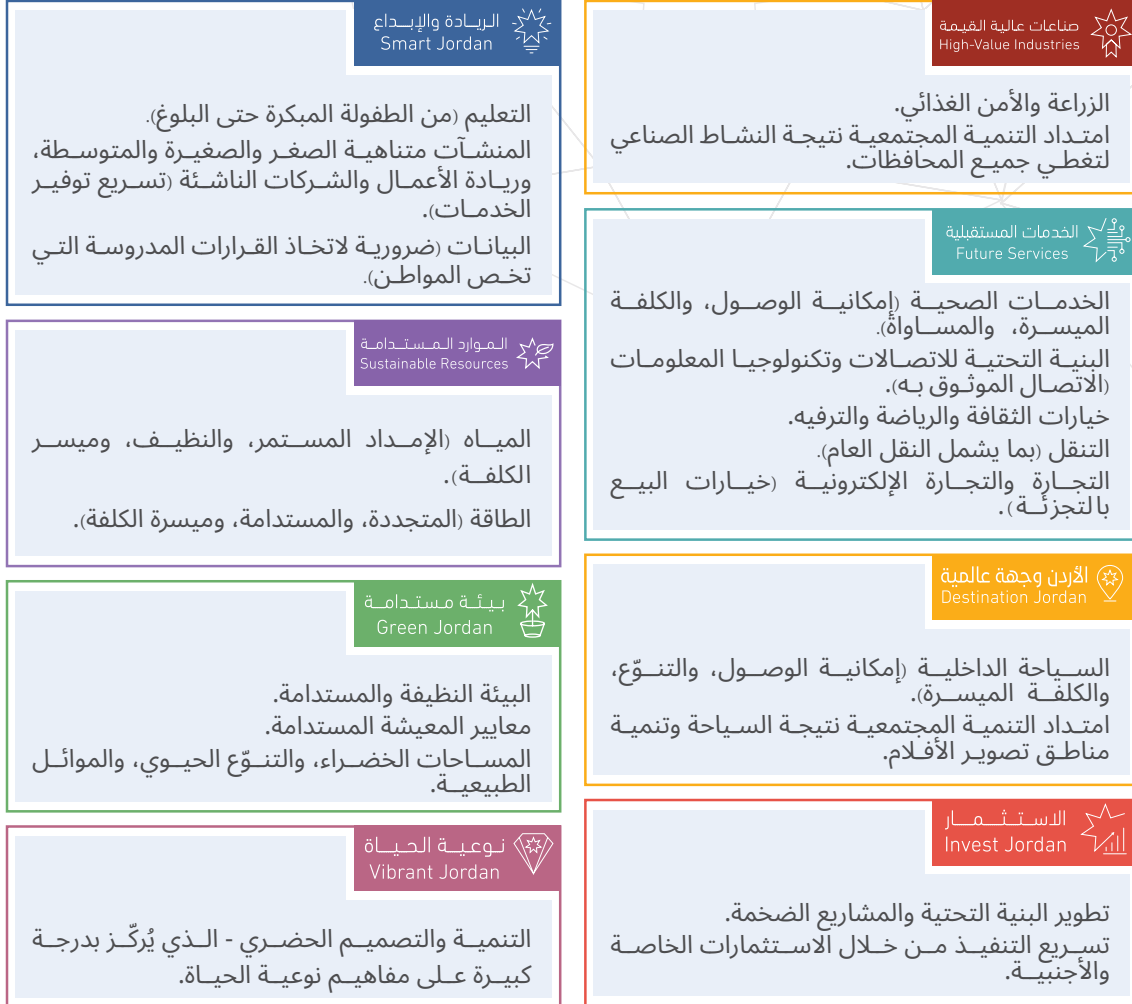 صناعات عالية القيمة
High-Value Industries
الزراعة والأمن الغذائي.
امتداد التنمية المجتمعية نتيجة النشاط الصناعي
لتغطي جميع المحافظات.
الخدمات المستقبلية
Future Services
الخدمات الصحية (إمكانية الوصول، والكلفة
الميسرة، والمساواة).
البنية التحتية للاتصالات وتكنولوجيا المعلومات
(الاتصال الموثوق به).
خيارات الثقافة والرياضة والترفيه.
التنقل (بما يشمل النقل العام).
التجارة والتجارة الإلكترونية (خيارات البيع
بالتجزئة).
الأردن وجهة عالمية
Destination Jordan
السياحة الداخلية (إمكانية الوصول، والتنوّع،
والكلفة الميسرة).
امتداد التنمية المجتمعية نتيجة السياحة وتنمية
مناطق تصوير الأفلام.
الاستثمار
Invest Jordan
تطوير البنية التحتية والمشاريع الضخمة.
تسريع التنفيذ من خلال الاستثمارات الخاصة
والأجنبية.
الريادة والإبداع
Smart Jordan
التعليم (من الطفولة المبكرة حتى البلوغ).
المنشآت متناهية الصغر والصغيرة والمتوسطة،
وريادة الأعمال والشركات الناشئة (تسريع توفير
الخدمات).
البيانات (ضرورية لاتخاذ القرارات المدروسة التي
تخص المواطن).
الموارد المستدامة
Sustainable Resources
المياه (الإمداد المستمر، والنظيف، وميسر
الكلفة).
الطاقة (المتجددة، والمستدامة، وميسرة الكلفة).
بيئة مستدامة
Green Jordan
البيئة النظيفة والمستدامة.
معايير المعيشة المستدامة.
المساحات الخضراء، والتنوّع الحيوي، والموائل
الطبيعية.
نوعية الحياة
Vibrant Jordan
التنمية والتصميم الحضري - الذي يُركّز بدرجة
كبيرة على مفاهيم نوعية الحياة.